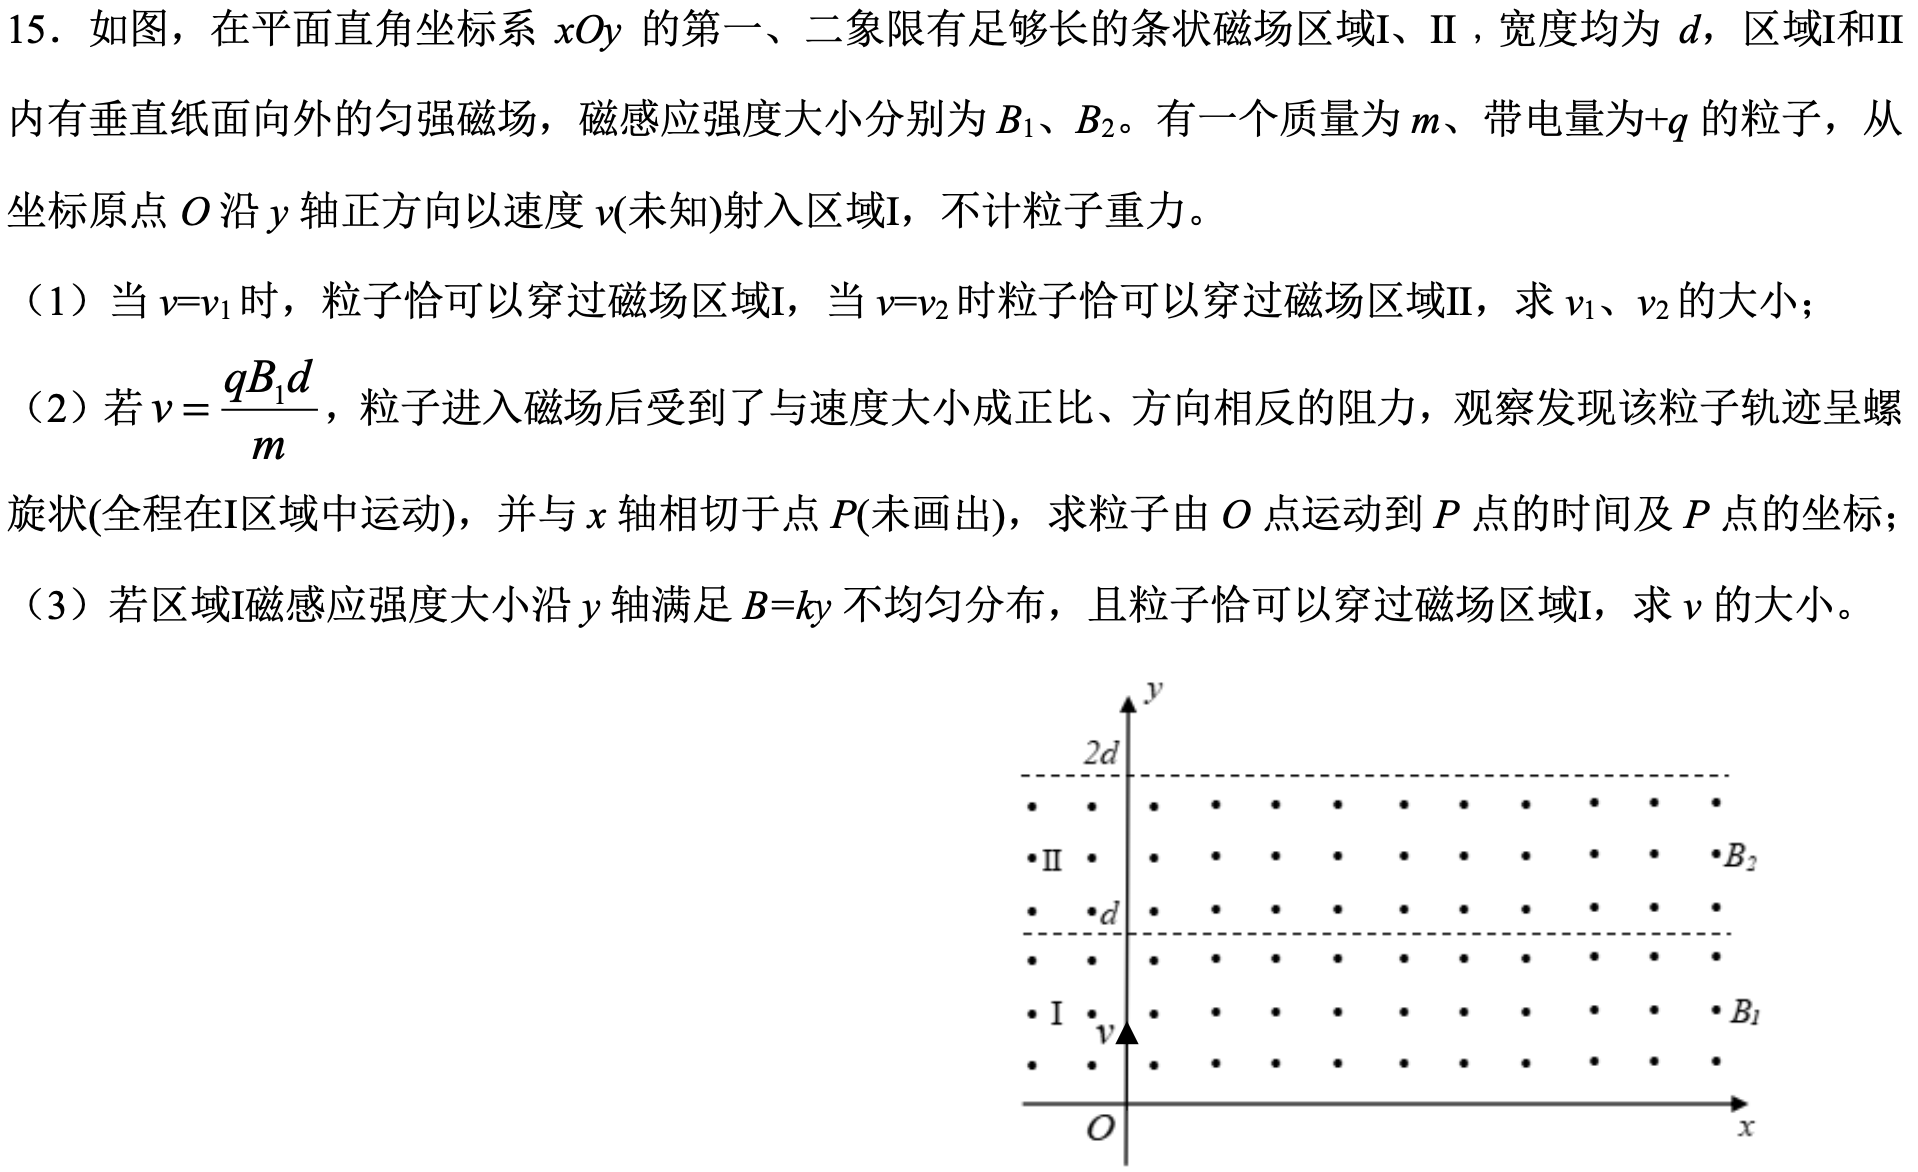 15．如图，在平面直角坐标系 xOy 的第一、二象限有足够长的条状磁场区域I、II，宽度均为 d，区域I和II
内有垂直纸面向外的匀强磁场，磁感应强度大小分别为 B₁、B₂。有一个质量为 m、带电量为+q 的粒子，从
坐标原点 O 沿 y 轴正方向以速度 v(未知)射入区域I，不计粒子重力。
（1）当 v=v₁时，粒子恰可以穿过磁场区域I，当 v=v₂时粒子恰可以穿过磁场区域II，求 v₁、v₂的大小；
（2）若 v = qB₁d/m，粒子进入磁场后受到了与速度大小成正比、方向相反的阻力，观察发现该粒子轨迹呈螺
旋状(全程在I区域中运动)，并与 x 轴相切于点 P(未画出)，求粒子由 O 点运动到 P 点的时间及 P 点的坐标；
（3）若区域I磁感应强度大小沿 y 轴满足 B=ky 不均匀分布，且粒子恰可以穿过磁场区域I，求 v 的大小。
y
2d
II
B₂
d
I
B₁
v
O
x